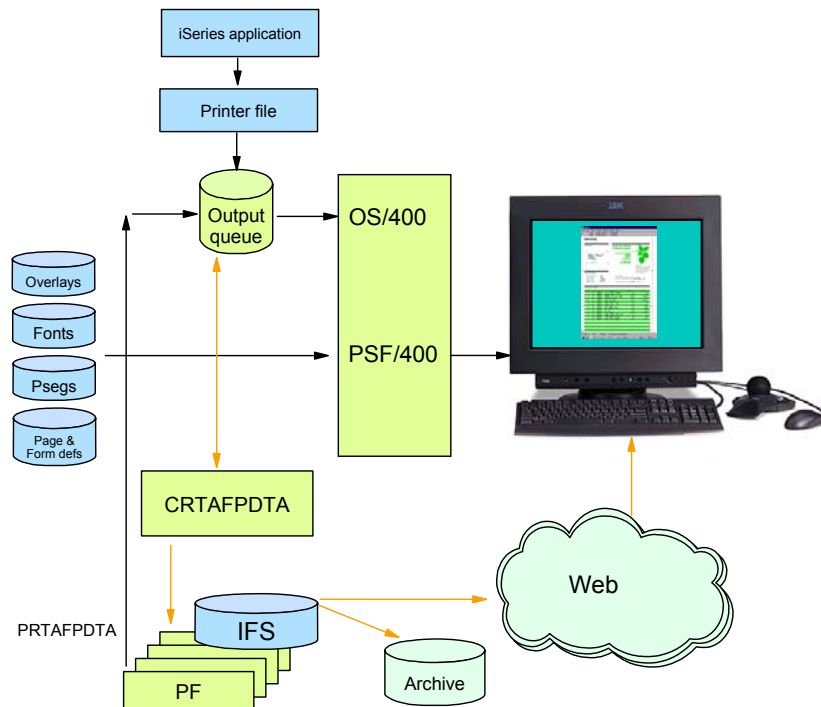 iSeries application
Printer file
Output
queue
OS/400
IBM
Overlays
Fonts
Psegs
Page &
Form defs
PSF/400
CRTAFPDTA
Web
PRTAFPDTA
IFS
PF
Archive